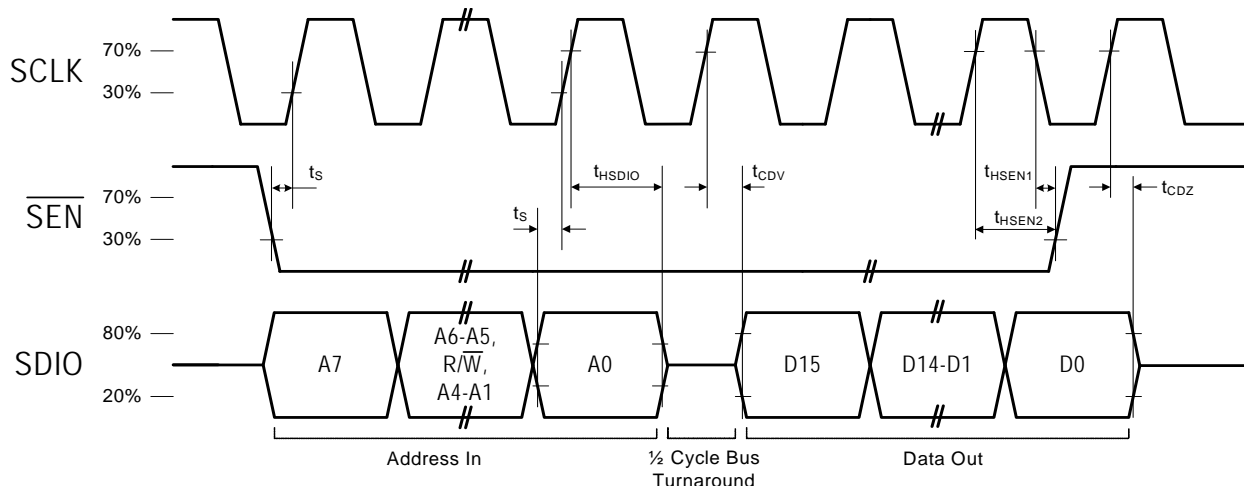 SCLK
70%
30%
tS
tHSDIO
tCDV
tHSEN1
tCDZ
SEN
70%
30%
tS
tHSEN2
SDIO
80%
20%
A7
A6-A5,
R/W,
A4-A1
A0
D15
D14-D1
D0
Address In
½ Cycle Bus
Turnaround
Data Out